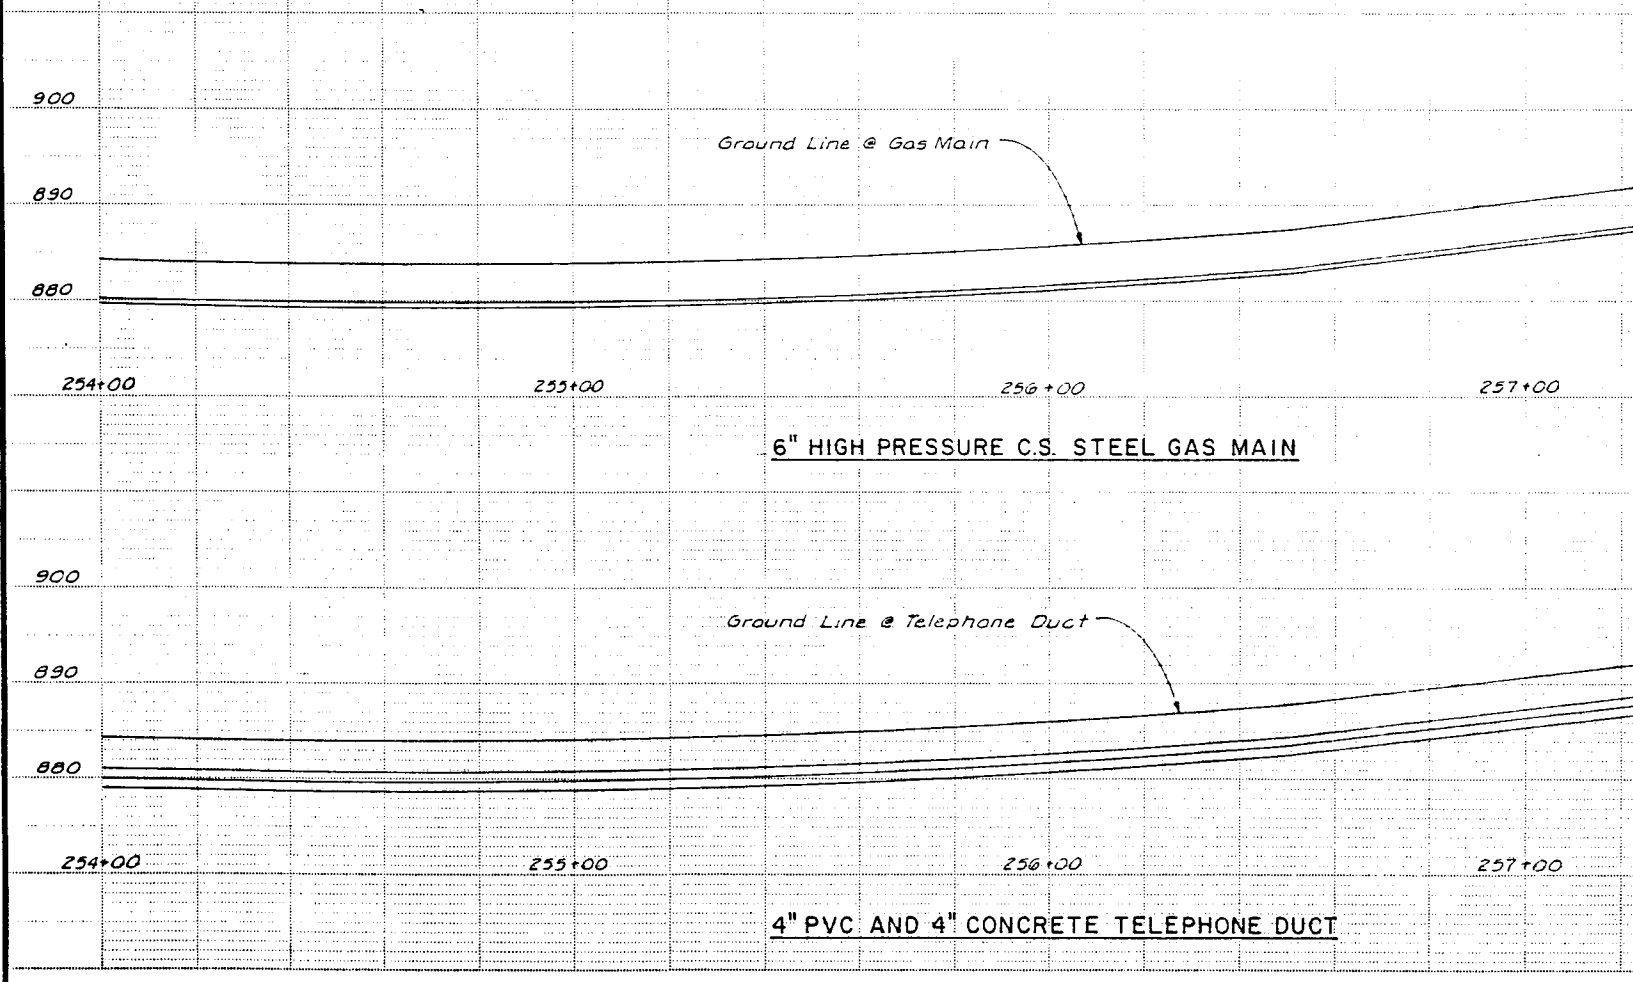 900
Ground Line @ Gas Main
890
880
254+00 255+00 256+00 257+00
6" HIGH PRESSURE C.S. STEEL GAS MAIN
900
Ground Line @ Telephone Duct
890
880
254+00 255+00 256+00 257+00
4" PVC AND 4" CONCRETE TELEPHONE DUCT